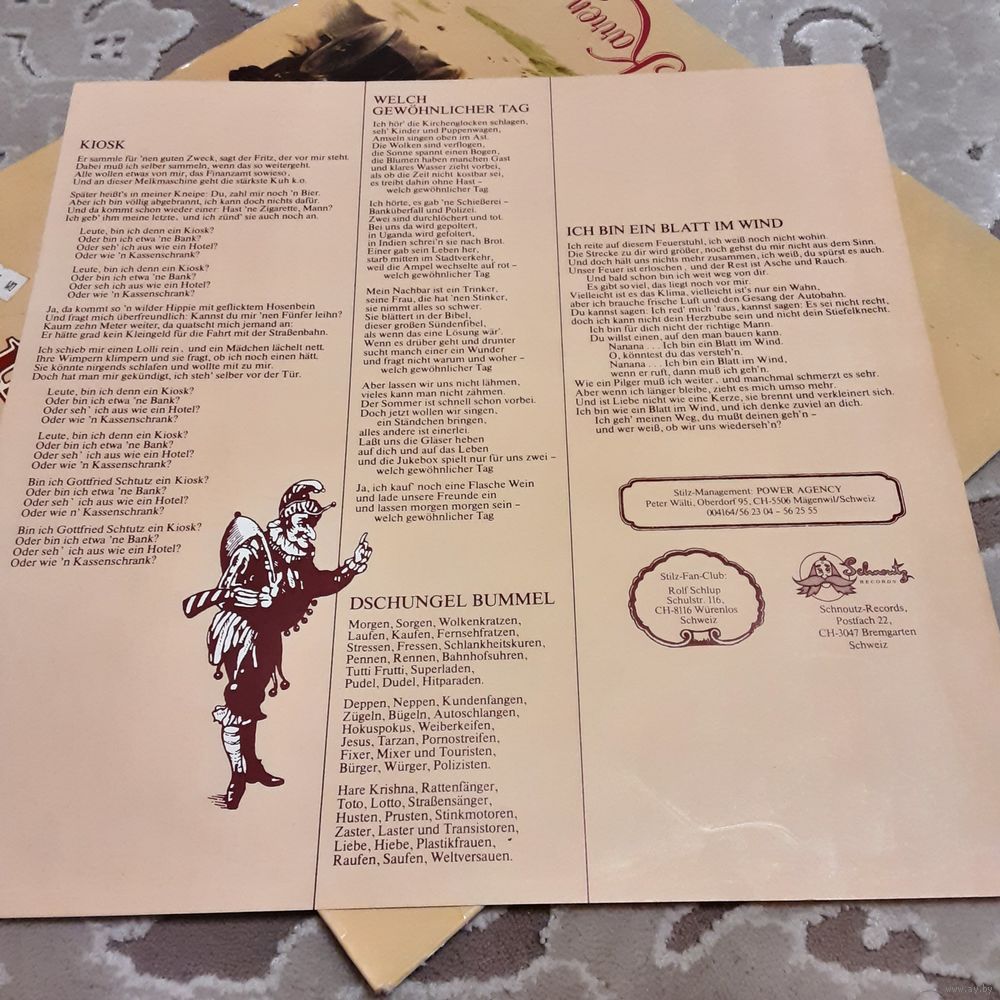 Karren
KIOSK
Er sammle für 'nen guten Zweck, sagt der Fritz, der vor mir steht.
Dabei muß ich selber sammeln, wenn das so weitergeht.
Alle wollen etwas von mir, das Finanzamt sowieso,
Und an dieser Melkmaschine geht die stärkste Kuh k.o.
Später heißt's in meiner Kneipe: Du, zahl mir noch 'n Bier.
Aber ich bin völlig abgebrannt, ich kann doch nichts dafür.
Und da kommt schon wieder einer: Hast 'ne Zigarette, Mann?
Ich geb' ihm meine letzte, und ich zünd' sie auch noch an.
Leute, bin ich denn ein Kiosk?
Oder bin ich etwa 'ne Bank?
Oder seh' ich aus wie ein Hotel?
Oder wie 'n Kassenschrank?
Leute, bin ich denn ein Kiosk?
Oder bin ich etwa 'ne Bank?
Oder seh ich aus wie ein Hotel?
Oder wie 'n Kassenschrank?
Ja, da kommt so 'n wilder Hippie mit geflicktem Hosenbein
Und fragt mich überfreundlich: Kannst du mir 'nen Fünfer leihn?
Kaum zehn Meter weiter, da quatscht mich jemand an:
Er hätte grad kein Kleingeld für die Fahrt mit der Straßenbahn.
Ich schieb mir einen Lolli rein, und ein Mädchen lächelt nett.
Ihre Wimpern klimpern und sie fragt, ob ich noch einen hätt.
Sie könnte nirgends schlafen und wollte mit zu mir.
Doch hat man mir gekündigt, ich steh' selber vor der Tür.
Leute, bin ich denn ein Kiosk?
Oder bin ich etwa 'ne Bank?
Oder seh' ich aus wie ein Hotel?
Oder wie 'n Kassenschrank?
Leute, bin ich denn ein Kiosk?
Oder bin ich etwa 'ne Bank?
Oder seh' ich aus wie ein Hotel?
Oder wie 'n Kassenschrank?
Bin ich Gottfried Schtutz ein Kiosk?
Oder bin ich etwa 'ne Bank?
Oder seh' ich aus wie ein Hotel?
Oder wie n' Kassenschrank?
Bin ich Gottfried Schtutz ein Kiosk?
Oder bin ich etwa 'ne Bank?
Oder seh' ich aus wie ein Hotel?
Oder wie 'n Kassenschrank?
WELCH
GEWÖHNLICHER TAG
Ich hör' die Kirchenglocken schlagen,
seh' Kinder und Puppenwagen,
Amseln singen oben im Ast.
Die Wolken sind verflogen,
die Sonne spannt einen Bogen,
die Blumen haben manchen Gast
und klares Wasser zieht vorbei,
als ob die Zeit nicht kostbar sei,
es treibt dahin ohne Hast –
welch gewöhnlicher Tag
Ich hörte, es gab 'ne Schießerei –
Banküberfall und Polizei.
Zwei sind durchlöchert und tot.
Bei uns da wird gepoltert,
in Uganda wird gefoltert,
in Indien schrei'n sie nach Brot.
Einer gab sein Leben her,
starb mitten im Stadtverkehr,
weil die Ampel wechselte auf rot –
welch gewöhnlicher Tag
Mein Nachbar ist ein Trinker,
seine Frau, die hat 'nen Stinker,
sie nimmt alles so schwer.
Sie blättert in der Bibel,
dieser großen Sündenfibel,
als wenn das eine Lösung wär'.
Wenn es drüber geht und drunter
sucht manch einer ein Wunder
und fragt nicht warum und woher –
welch gewöhnlicher Tag
Aber lassen wir uns nicht lähmen,
vieles kann man nicht zähmen.
Der Sommer ist schnell schon vorbei.
Doch jetzt wollen wir singen,
ein Ständchen bringen,
alles andere ist einerlei.
Laßt uns die Gläser heben
auf dich und auf das Leben
und die Jukebox spielt nur für uns zwei –
welch gewöhnlicher Tag
Ja, ich kauf' noch eine Flasche Wein
und lade unsere Freunde ein
und lassen morgen morgen sein –
welch gewöhnlicher Tag
DSCHUNGEL BUMMEL
Morgen, Sorgen, Wolkenkratzen,
Laufen, Kaufen, Fernsehfratzen,
Stressen, Fressen, Schlankheitskuren,
Pennen, Rennen, Bahnhofsuhren,
Tutti Frutti, Superladen,
Pudel, Dudel, Hitparaden.
Deppen, Neppen, Kundenfangen,
Zügeln, Bügeln, Autoschlangen,
Hokuspokus, Weiberkeifen,
Jesus, Tarzan, Pornostreifen,
Fixer, Mixer und Touristen,
Bürger, Würger, Polizisten.
Hare Krishna, Rattenfänger,
Toto, Lotto, Straßensänger,
Husten, Prusten, Stinkmotoren,
Zaster, Laster und Transistoren,
Liebe, Hiebe, Plastikfrauen,
Raufen, Saufen, Weltversauen.
ICH BIN EIN BLATT IM WIND
Ich reite auf diesem Feuerstuhl, ich weiß noch nicht wohin.
Die Strecke zu dir wird größer, noch gehst du mir nicht aus dem Sinn.
Und doch hält uns nichts mehr zusammen, ich weiß, du spürst es auch.
Unser Feuer ist erloschen, und der Rest ist Asche und Rauch.
Und bald schon bin ich weit weg von dir.
Es gibt so viel, das liegt noch vor mir.
Vielleicht ist es das Klima, vielleicht ist's nur ein Wahn,
aber ich brauche frische Luft und den Gesang der Autobahn.
Du kannst sagen: Ich red' mich 'raus, kannst sagen: Es sei nicht recht,
doch ich kann nicht dein Herzbube sein und nicht dein Stiefelknecht.
Ich bin für dich nicht der richtige Mann.
Du willst einen, auf den man bauen kann.
Nanana . . . Ich bin ein Blatt im Wind.
O, könntest du das versteh'n.
Nanana . . . Ich bin ein Blatt im Wind,
wenn er ruft, dann muß ich geh'n.
Wie ein Pilger muß ich weiter, und manchmal schmerzt es sehr.
Aber wenn ich länger bleibe, zieht es mich umso mehr.
Und ist Liebe nicht wie eine Kerze, sie brennt und verkleinert sich.
Ich bin wie ein Blatt im Wind, und ich denke zuviel an dich.
Ich geh' meinen Weg, du mußt deinen geh'n –
und wer weiß, ob wir uns wiederseh'n?
Stilz-Management: POWER AGENCY
Peter Wälti, Oberdorf 95, CH-5506 Mägenwil/Schweiz
004164/56 23 04 – 56 25 55
Stilz-Fan-Club:
Rolf Schlup
Schulstr. 116,
CH-8116 Würenlos
Schweiz
Schnoutz
RECORDS
Schnoutz-Records,
Postfach 22,
CH-3047 Bremgarten
Schweiz
www.ay.by